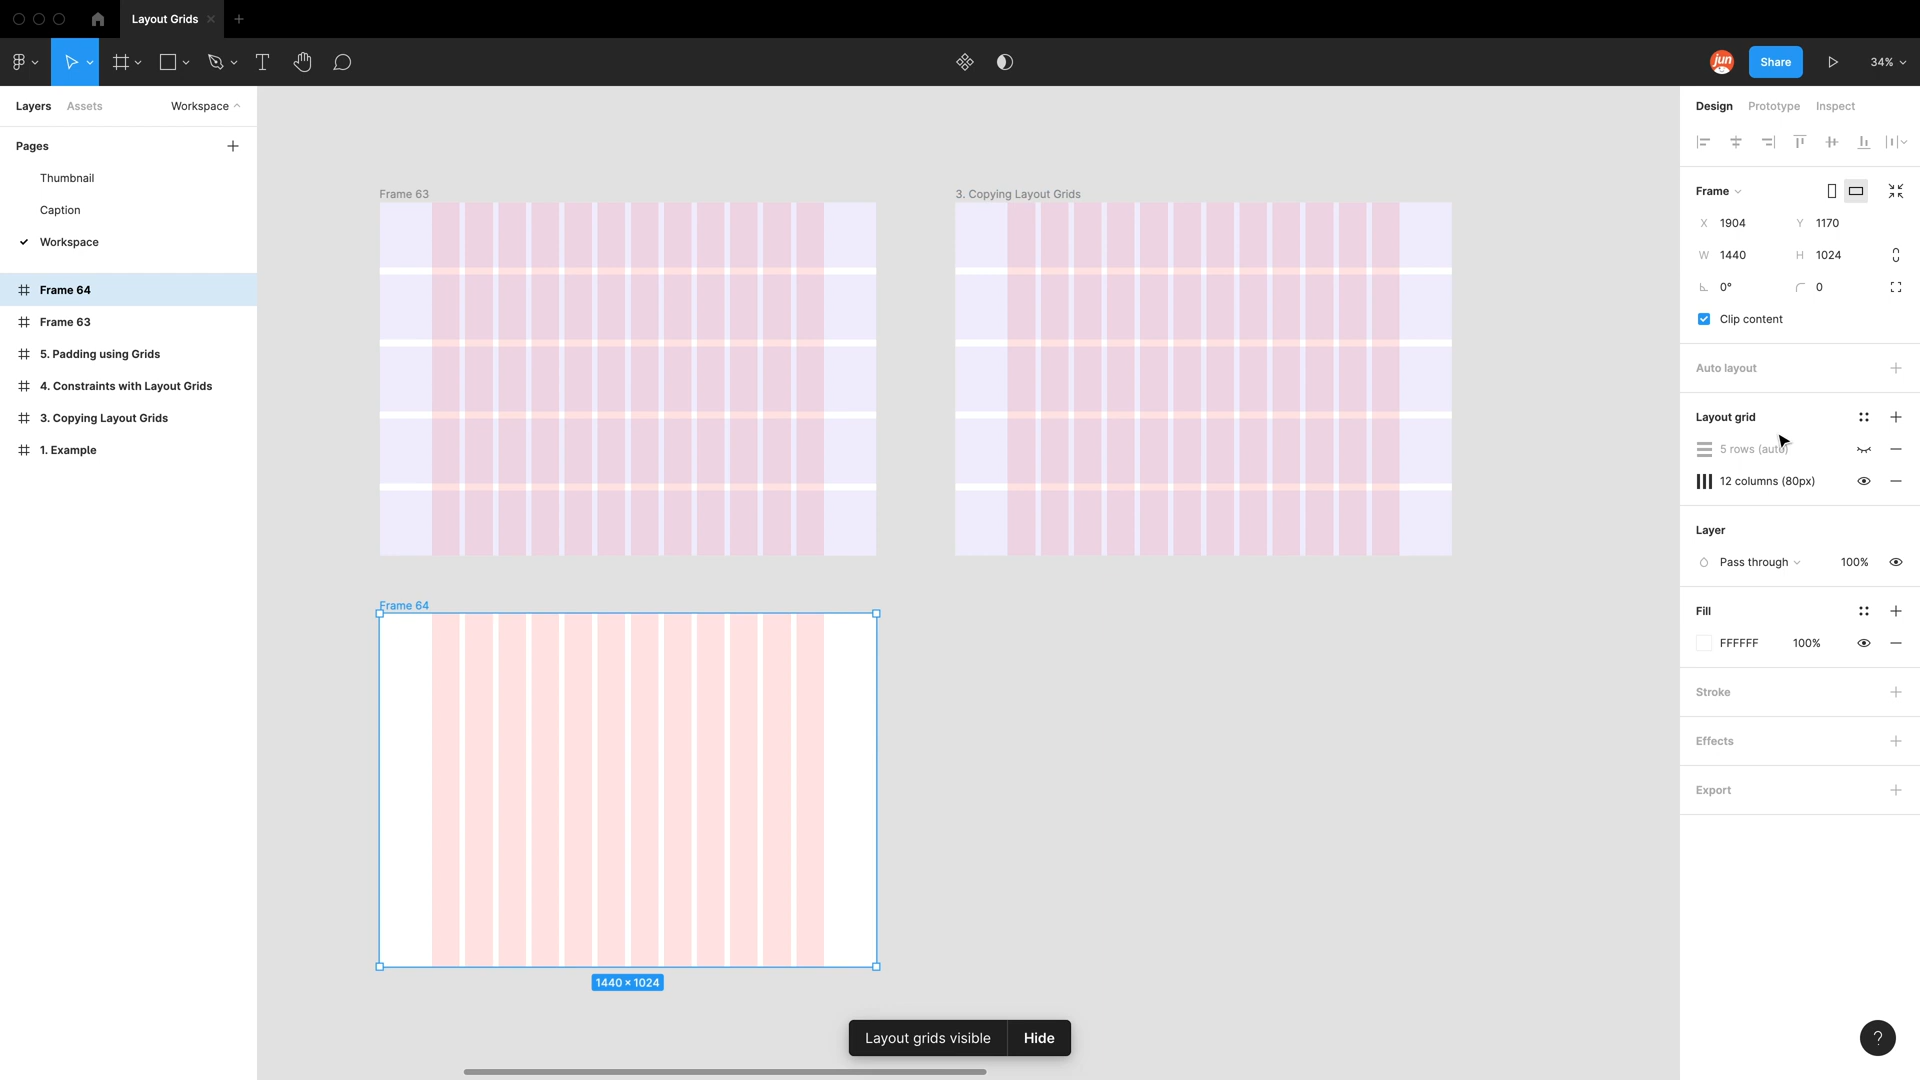 Layout Grids
jun
Share
34%
Layers
Assets
Workspace
Pages
Thumbnail
Caption
Workspace
Frame 64
Frame 63
5. Padding using Grids
4. Constraints with Layout Grids
3. Copying Layout Grids
1. Example
Frame 63
3. Copying Layout Grids
Frame 64
1440 × 1024
Layout grids visible
Hide
Design
Prototype
Inspect
Frame
X 1904
Y 1170
W 1440
H 1024
0°
0
Clip content
Auto layout
Layout grid
5 rows (auto)
12 columns (80px)
Layer
Pass through
100%
Fill
FFFFFF
100%
Stroke
Effects
Export
?